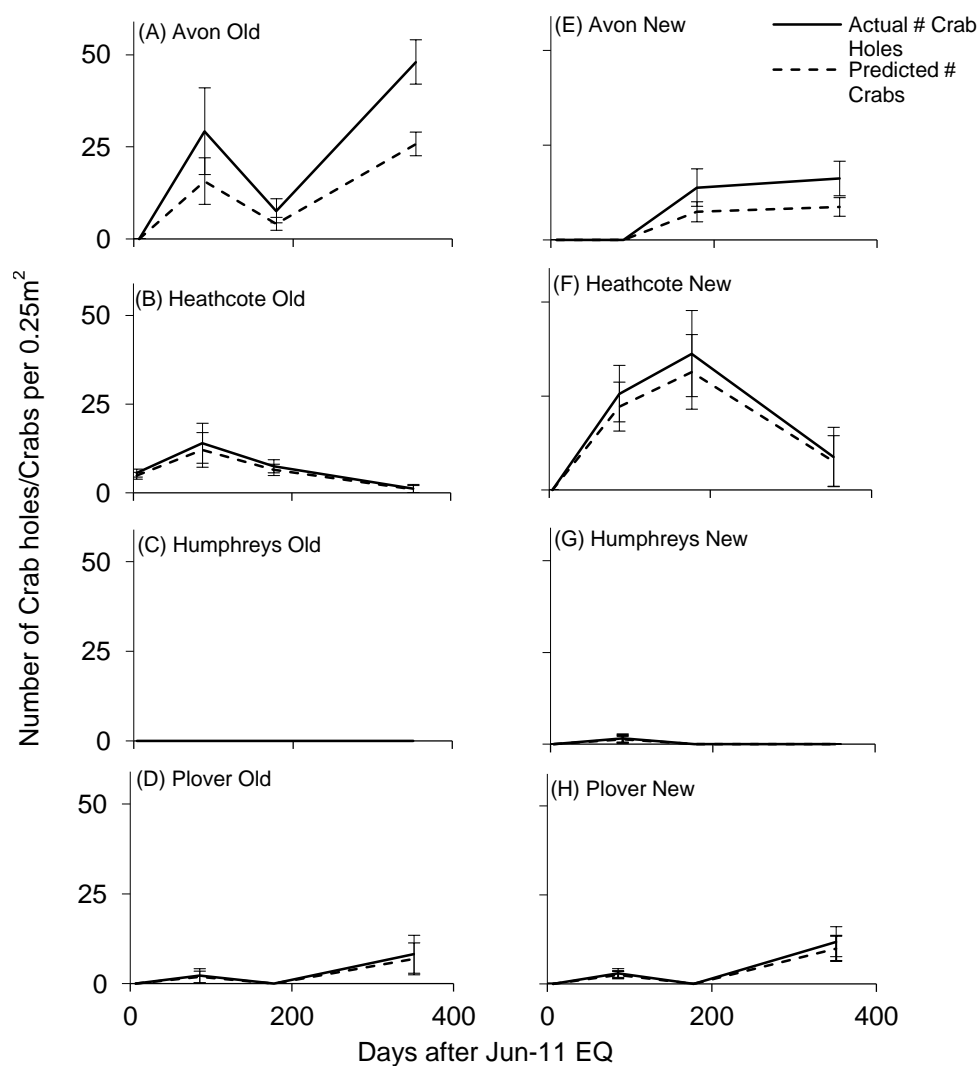 (A) Avon Old
50
25
0
(E) Avon New
Actual # Crab
Holes
Predicted #
Crabs
(B) Heathcote Old
50
25
0
(F) Heathcote New
(C) Humphreys Old
50
25
0
(G) Humphreys New
(D) Plover Old
50
25
0
0
200
400
(H) Plover New
0
200
400
Number of Crab holes/Crabs per 0.25m²
Days after Jun-11 EQ